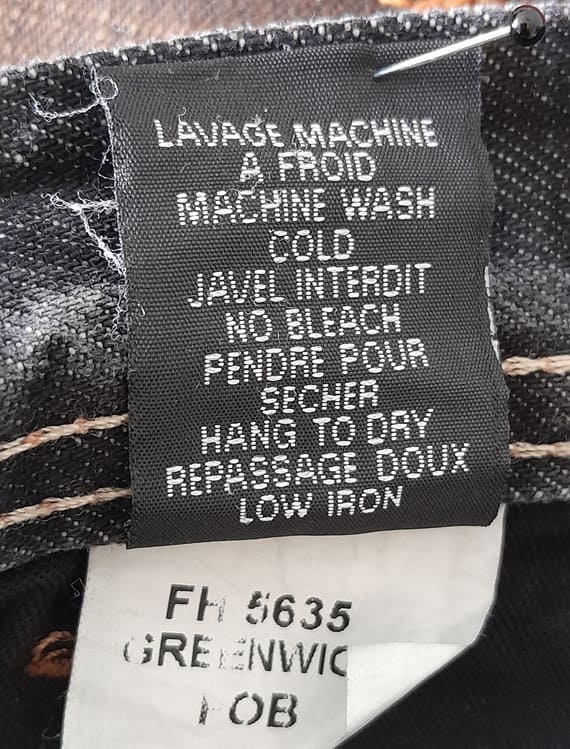 LAVAGE MACHINE
A FROID
MACHINE WASH
COLD
JAVEL INTERDIT
NO BLEACH
PENDRE POUR
SECHER
HANG TO DRY
REPASSAGE DOUX
LOW IRON
FH 5635
GREENWIC